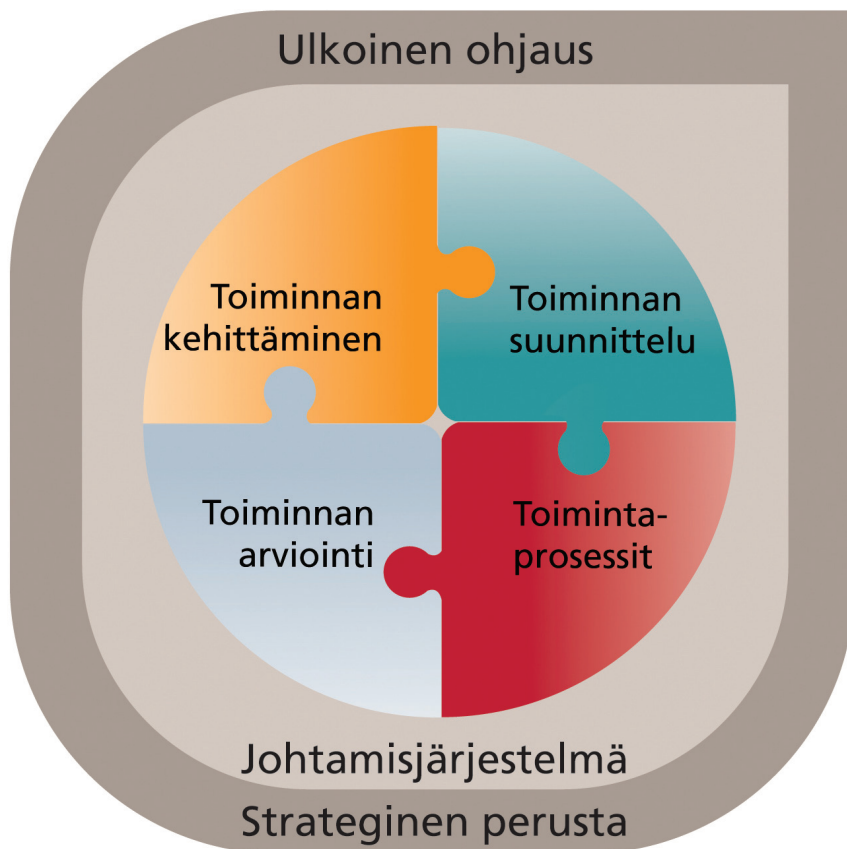 Ulkoinen ohjaus
Toiminnan
kehittäminen
Toiminnan
suunnittelu
Toiminnan
arviointi
Toiminta-
prosessit
Johtamisjärjestelmä
Strateginen perusta